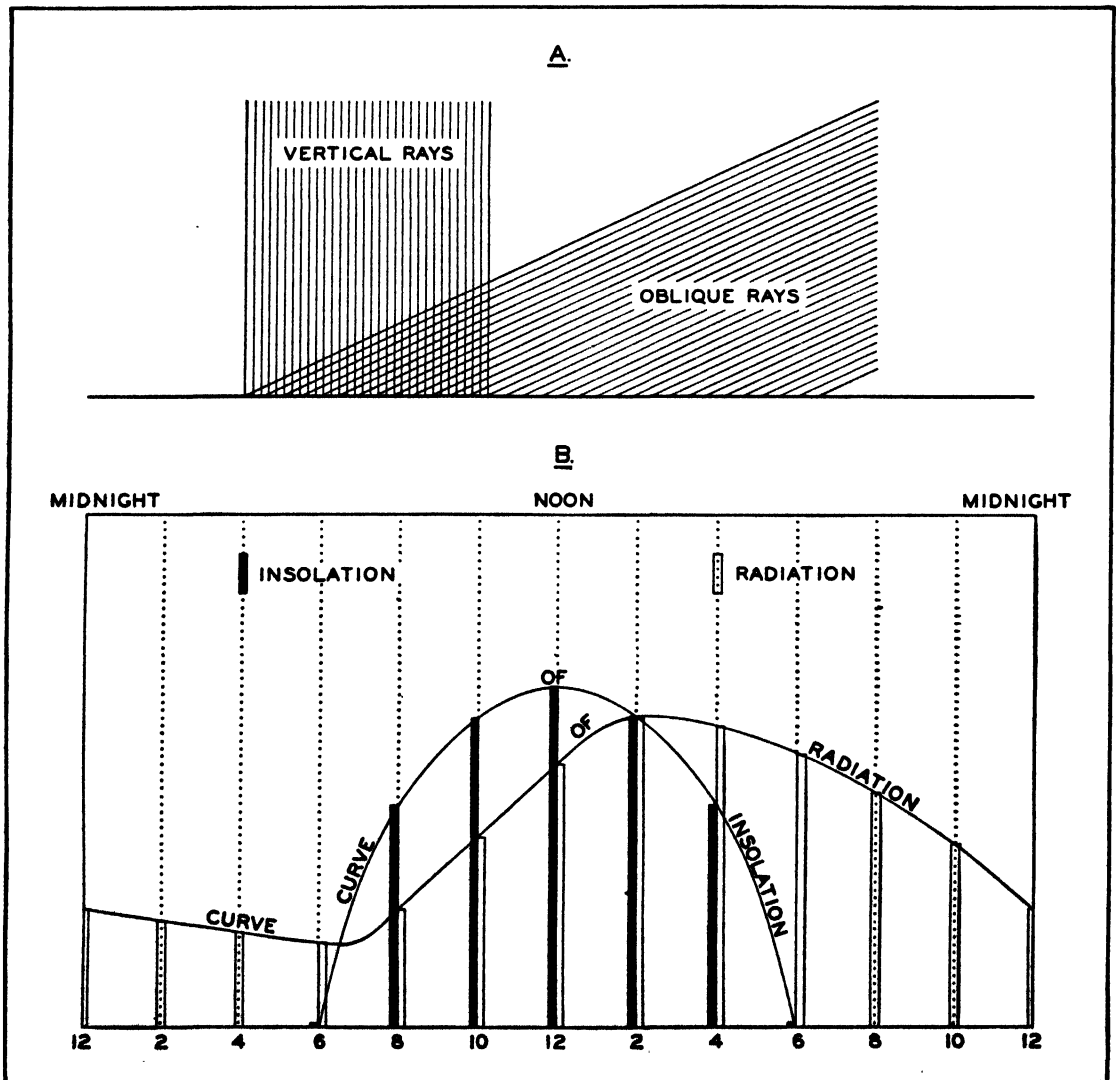 A.
VERTICAL RAYS
OBLIQUE RAYS
B.
MIDNIGHT NOON MIDNIGHT
INSOLATION RADIATION
CURVE OF INSOLATION
CURVE OF RADIATION
12 2 4 6 8 10 12 2 4 6 8 10 12